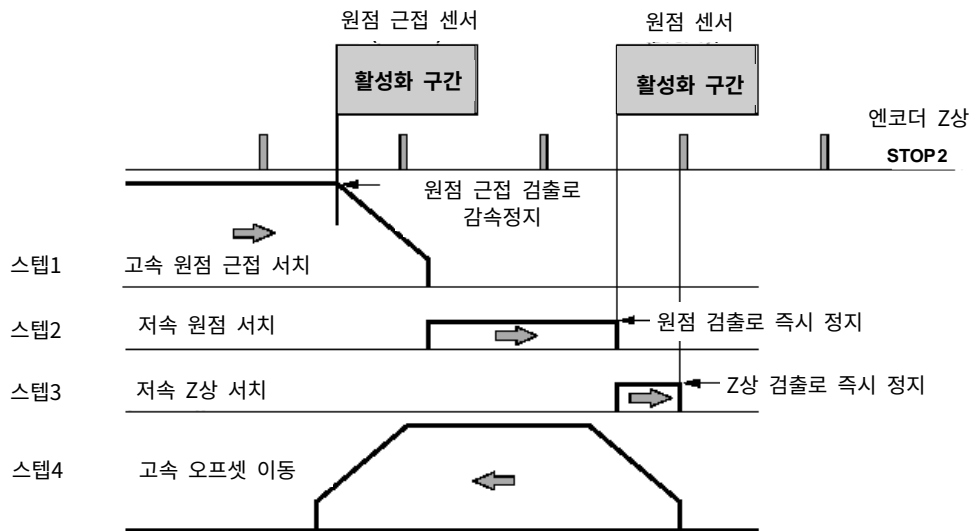 원점 근접 센서
원점 센서
활성화 구간
활성화 구간
엔코더 Z상
STOP2
원점 근접 검출로
감속정지
스텝1
고속 원점 근접 서치
스텝2
저속 원점 서치
원점 검출로 즉시 정지
스텝3
저속 Z상 서치
Z상 검출로 즉시 정지
스텝4
고속 오프셋 이동